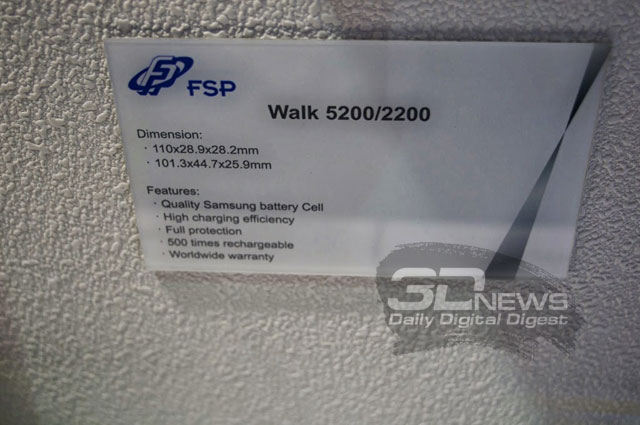 FSP
Walk 5200/2200
Dimension:
· 110x28.9x28.2mm
· 101.3x44.7x25.9mm
Features:
· Quality Samsung battery Cell
· High charging efficiency
· Full protection
· 500 times rechargeable
· Worldwide warranty
3DNEWS
Daily Digital Digest